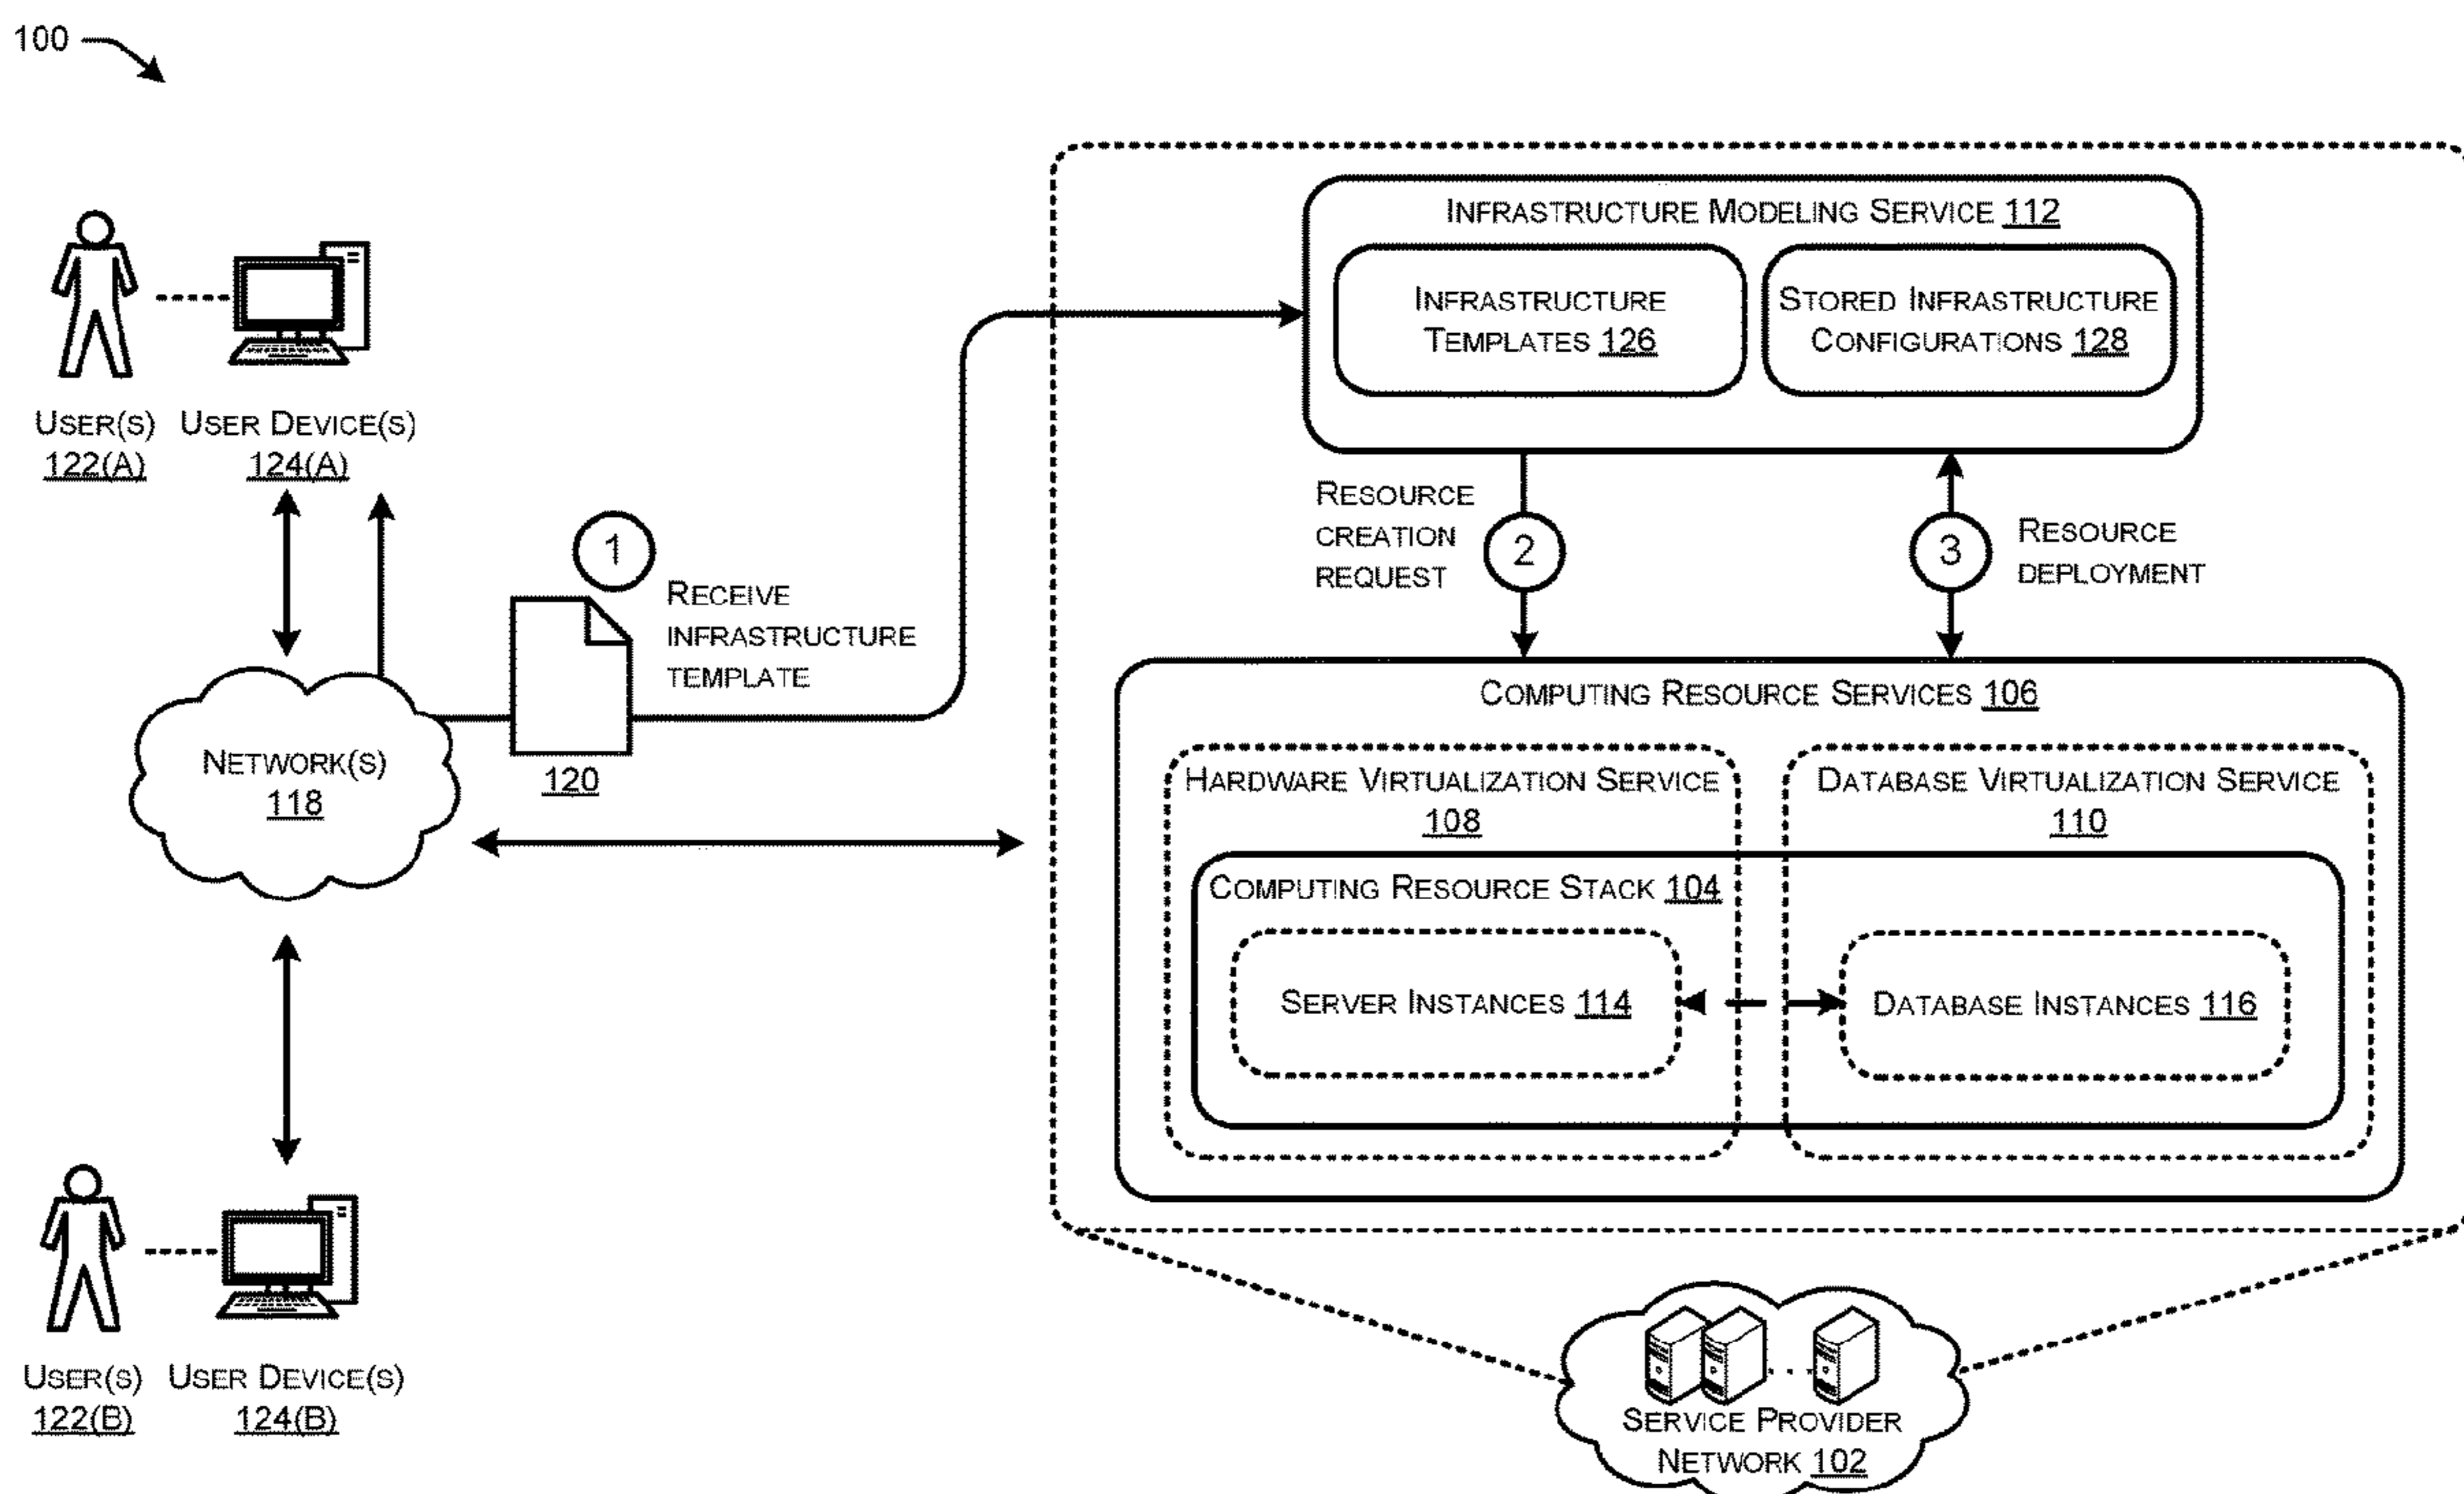 100
INFRASTRUCTURE MODELING SERVICE 112
INFRASTRUCTURE
TEMPLATES 126
STORED INFRASTRUCTURE
CONFIGURATIONS 128
USER(S)
122(A)
USER DEVICE(S)
124(A)
1
RECEIVE
INFRASTRUCTURE
TEMPLATE
120
RESOURCE
CREATION
REQUEST
2
3
RESOURCE
DEPLOYMENT
NETWORK(S)
118
COMPUTING RESOURCE SERVICES 106
HARDWARE VIRTUALIZATION SERVICE
108
DATABASE VIRTUALIZATION SERVICE
110
COMPUTING RESOURCE STACK 104
SERVER INSTANCES 114
DATABASE INSTANCES 116
USER(S)
122(B)
USER DEVICE(S)
124(B)
SERVICE PROVIDER
NETWORK 102